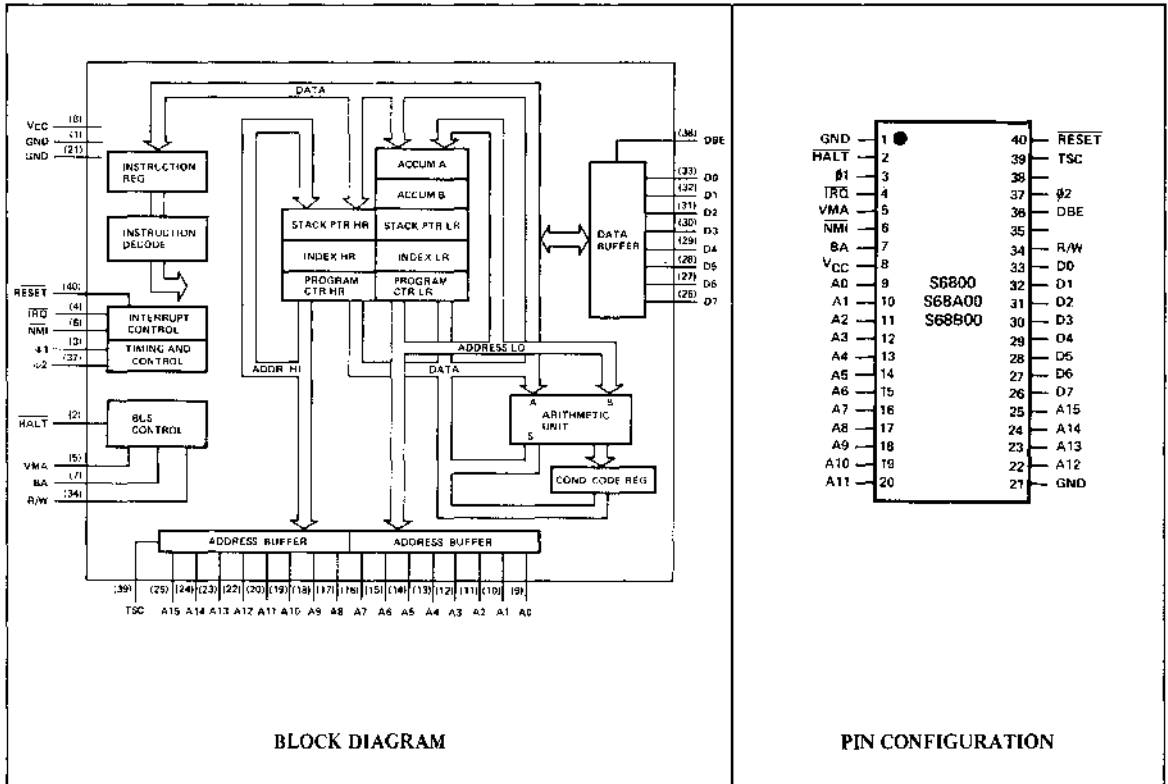 DATA
VCC (8)
GND (1)
GND (21)
INSTRUCTION REG
INSTRUCTION DECODE
RESET (40)
IRQ (4)
NMI (6)
INTERRUPT CONTROL
ϕ1 (3)
ϕ2 (37)
TIMING AND CONTROL
HALT (2)
BUS CONTROL
VMA (5)
BA (7)
R/W (34)
ACCUM A
ACCUM B
STACK PTR HR STACK PTR LR
INDEX HR INDEX LR
PROGRAM CTR HR PROGRAM CTR LR
ADDRESS LO
ADDR HI DATA
A B
ARITHMETIC UNIT
S
COND CODE REG
DATA BUFFER
(36) DBE
(33) D0
(32) D1
(31) D2
(30) D3
(29) D4
(28) D5
(27) D6
(26) D7
ADDRESS BUFFER ADDRESS BUFFER
(39) (25) (24) (23) (22) (20) (19) (18) (17) (16) (15) (14) (13) (12) (11) (10) (9)
TSC A15 A14 A13 A12 A11 A10 A9 A8 A7 A6 A5 A4 A3 A2 A1 A0
BLOCK DIAGRAM
GND 1 40 RESET
HALT 2 39 TSC
ϕ1 3 38
IRQ 4 37 ϕ2
VMA 5 36 DBE
NMI 6 35
BA 7 34 R/W
VCC 8 33 D0
A0 9 32 D1
A1 10 31 D2
A2 11 30 D3
A3 12 29 D4
A4 13 28 D5
A5 14 27 D6
A6 15 26 D7
A7 16 25 A15
A8 17 24 A14
A9 18 23 A13
A10 19 22 A12
A11 20 21 GND
S6800
S68A00
S68B00
PIN CONFIGURATION